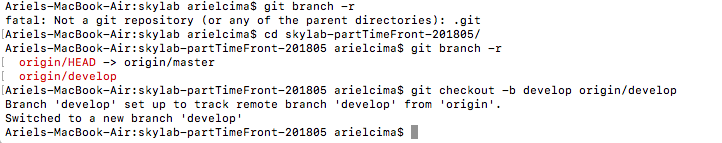 Ariels-MacBook-Air:skylab arielcima$ git branch -r
fatal: Not a git repository (or any of the parent directories): .git
[Ariels-MacBook-Air:skylab arielcima$ cd skylab-partTimeFront-201805/
Ariels-MacBook-Air:skylab-partTimeFront-201805 arielcima$ git branch -r
[  origin/HEAD -> origin/master
[  origin/develop
[Ariels-MacBook-Air:skylab-partTimeFront-201805 arielcima$ git checkout -b develop origin/develop
Branch 'develop' set up to track remote branch 'develop' from 'origin'.
Switched to a new branch 'develop'
Ariels-MacBook-Air:skylab-partTimeFront-201805 arielcima$